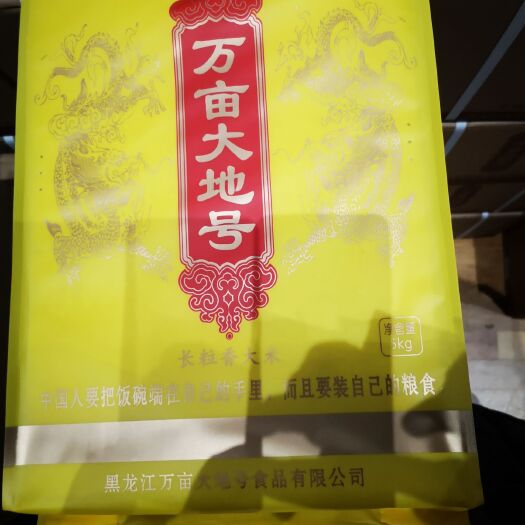 万亩大地号
长粒香大米
净含量
5kg
中国人要把饭碗端在自己的手里,而且要装自己的粮食
黑龙江万亩大地号食品有限公司